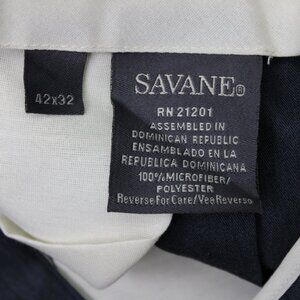 42x32
SAVANE®
RN 21201
ASSEMBLED IN
DOMINICAN REPUBLIC
ENSAMBLADO EN LA
REPUBLICA DOMINICANA
100% MICROFIBER/
POLYESTER
Reverse For Care/Vea Reverso